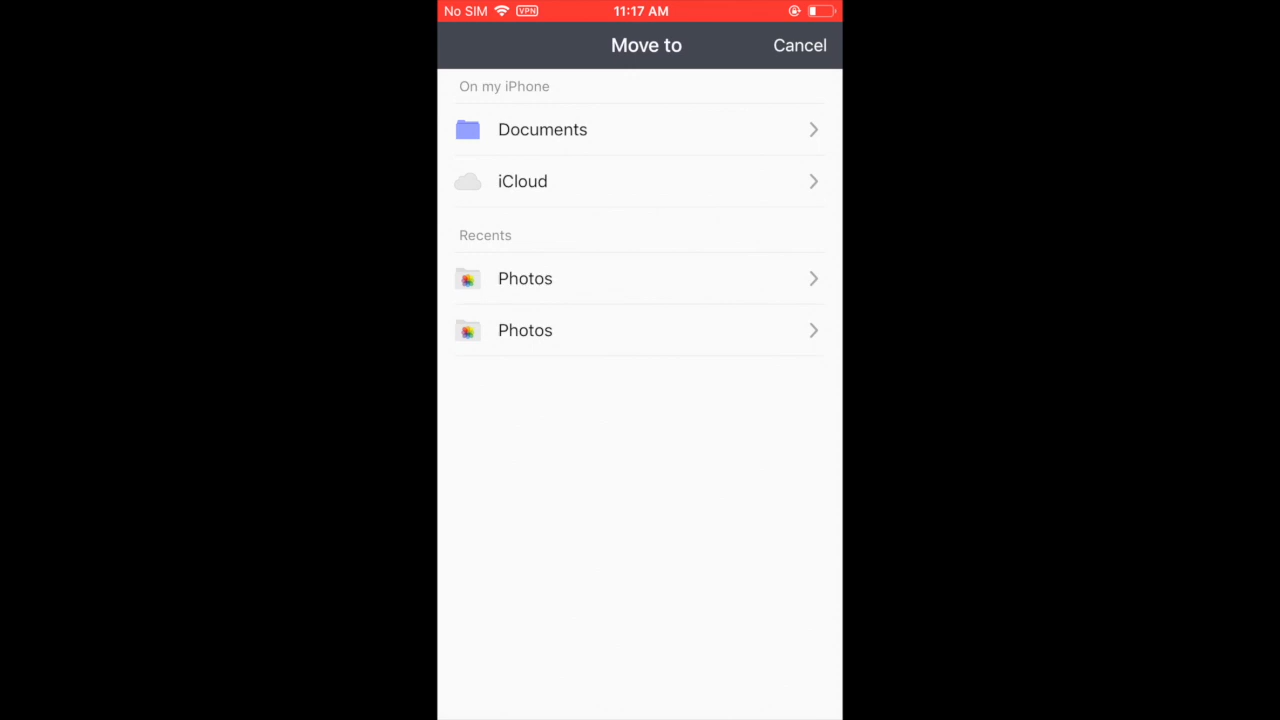 No SIM VPN 11:17 AM
Move to Cancel
On my iPhone
Documents
iCloud
Recents
Photos
Photos